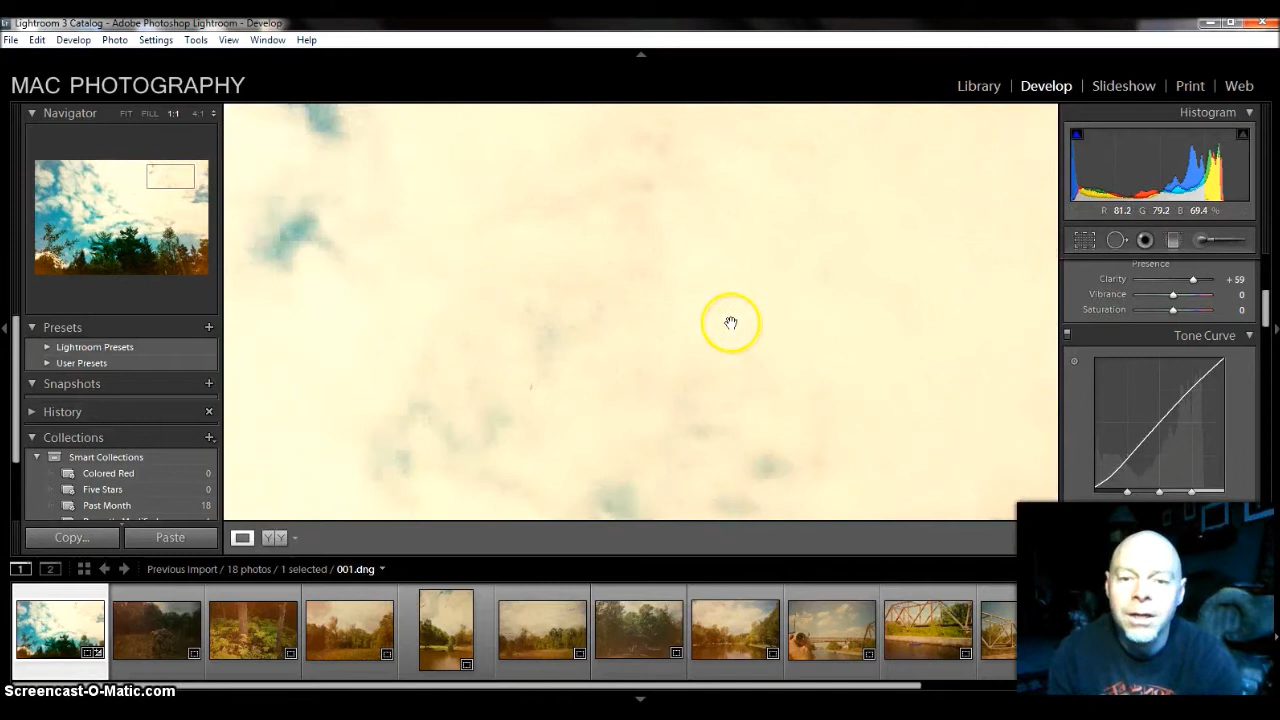 Lightroom 3 Catalog - Adobe Photoshop Lightroom - Develop
File Edit Develop Photo Settings Tools View Window Help
MAC PHOTOGRAPHY
Library | Develop | Slideshow | Print | Web
Navigator FIT FILL 1:1 4:1
Histogram
R 81.2 G 79.2 B 69.4 %
Presence
Clarity +59
Vibrance 0
Saturation 0
Tone Curve
Presets +
Lightroom Presets
User Presets
Snapshots +
History
Collections +
Smart Collections
Colored Red 0
Five Stars 0
Past Month 18
Copy... Paste
YY
1 2 Previous Import / 18 photos / 1 selected / 001.dng
Screencast-O-Matic.com